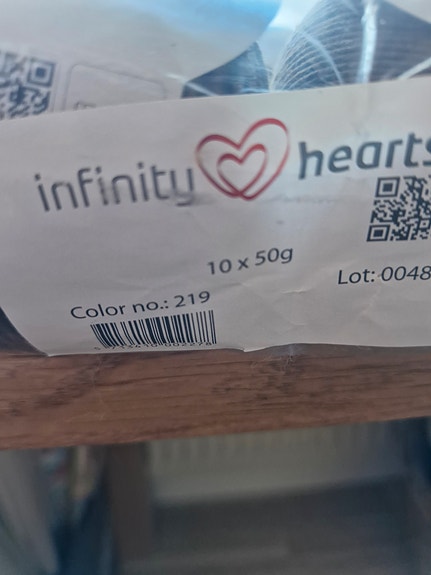 infinity hearts
10 x 50g
Lot: 0048
Color no.: 219